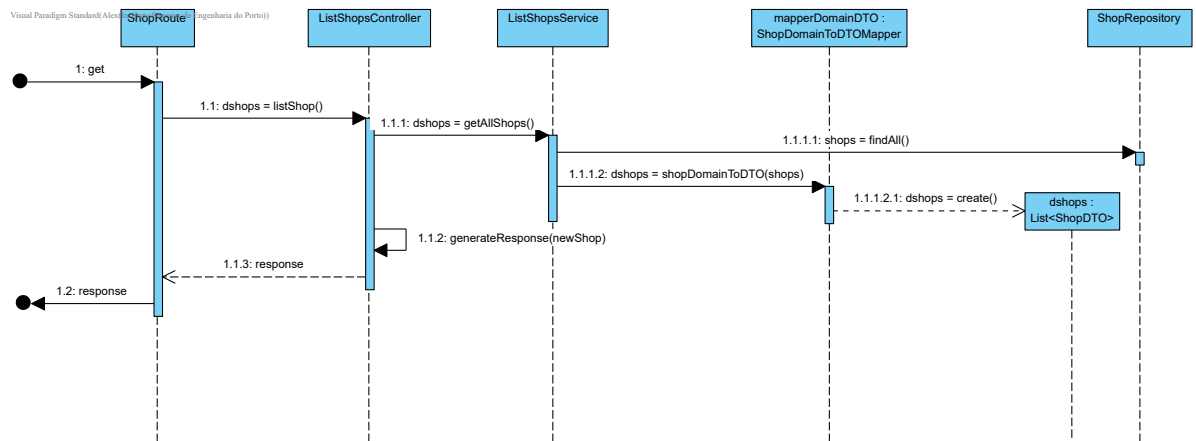 Visual Paradigm Standard(Alex de Engenharia do Porto))
ShopRoute
ListShopsController
ListShopsService
mapperDomainDTO :
ShopDomainToDTOMapper
ShopRepository
1: get
1.1: dshops = listShop()
1.1.1: dshops = getAllShops()
1.1.1.1: shops = findAll()
1.1.1.2: dshops = shopDomainToDTO(shops)
1.1.1.2.1: dshops = create()
dshops :
List<ShopDTO>
1.1.2: generateResponse(newShop)
1.1.3: response
1.2: response